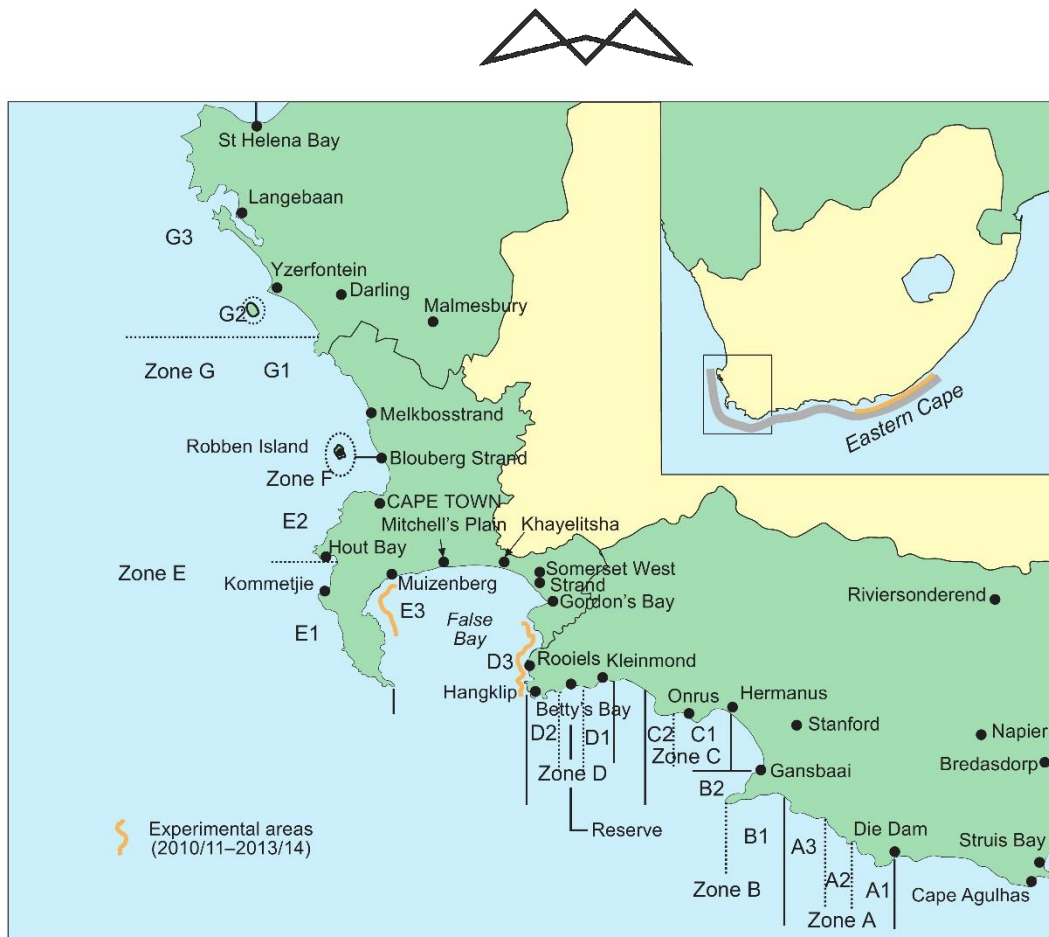 St Helena Bay
Langebaan
G3
Yzerfontein
Darling
G2
Malmesbury
Zone G
G1
Eastern Cape
Melkbosstrand
Robben Island
Blouberg Strand
Zone F
CAPE TOWN
E2
Mitchell's Plain
Khayelitsha
Hout Bay
Zone E
Somerset West
Muizenberg
Strand
Kommetjie
Gordon's Bay
Riviersonderend
E3
False
Bay
E1
D3
Rooiels
Kleinmond
Hangklip
Betty's Bay
Onrus
Hermanus
Stanford
D2
D1
C2
C1
Napier
Zone C
Zone D
Gansbaai
Bredasdorp
B2
Reserve
Experimental areas
(2010/11–2013/14)
B1
A3
Die Dam
Struis Bay
A2
A1
Zone B
Cape Agulhas
Zone A